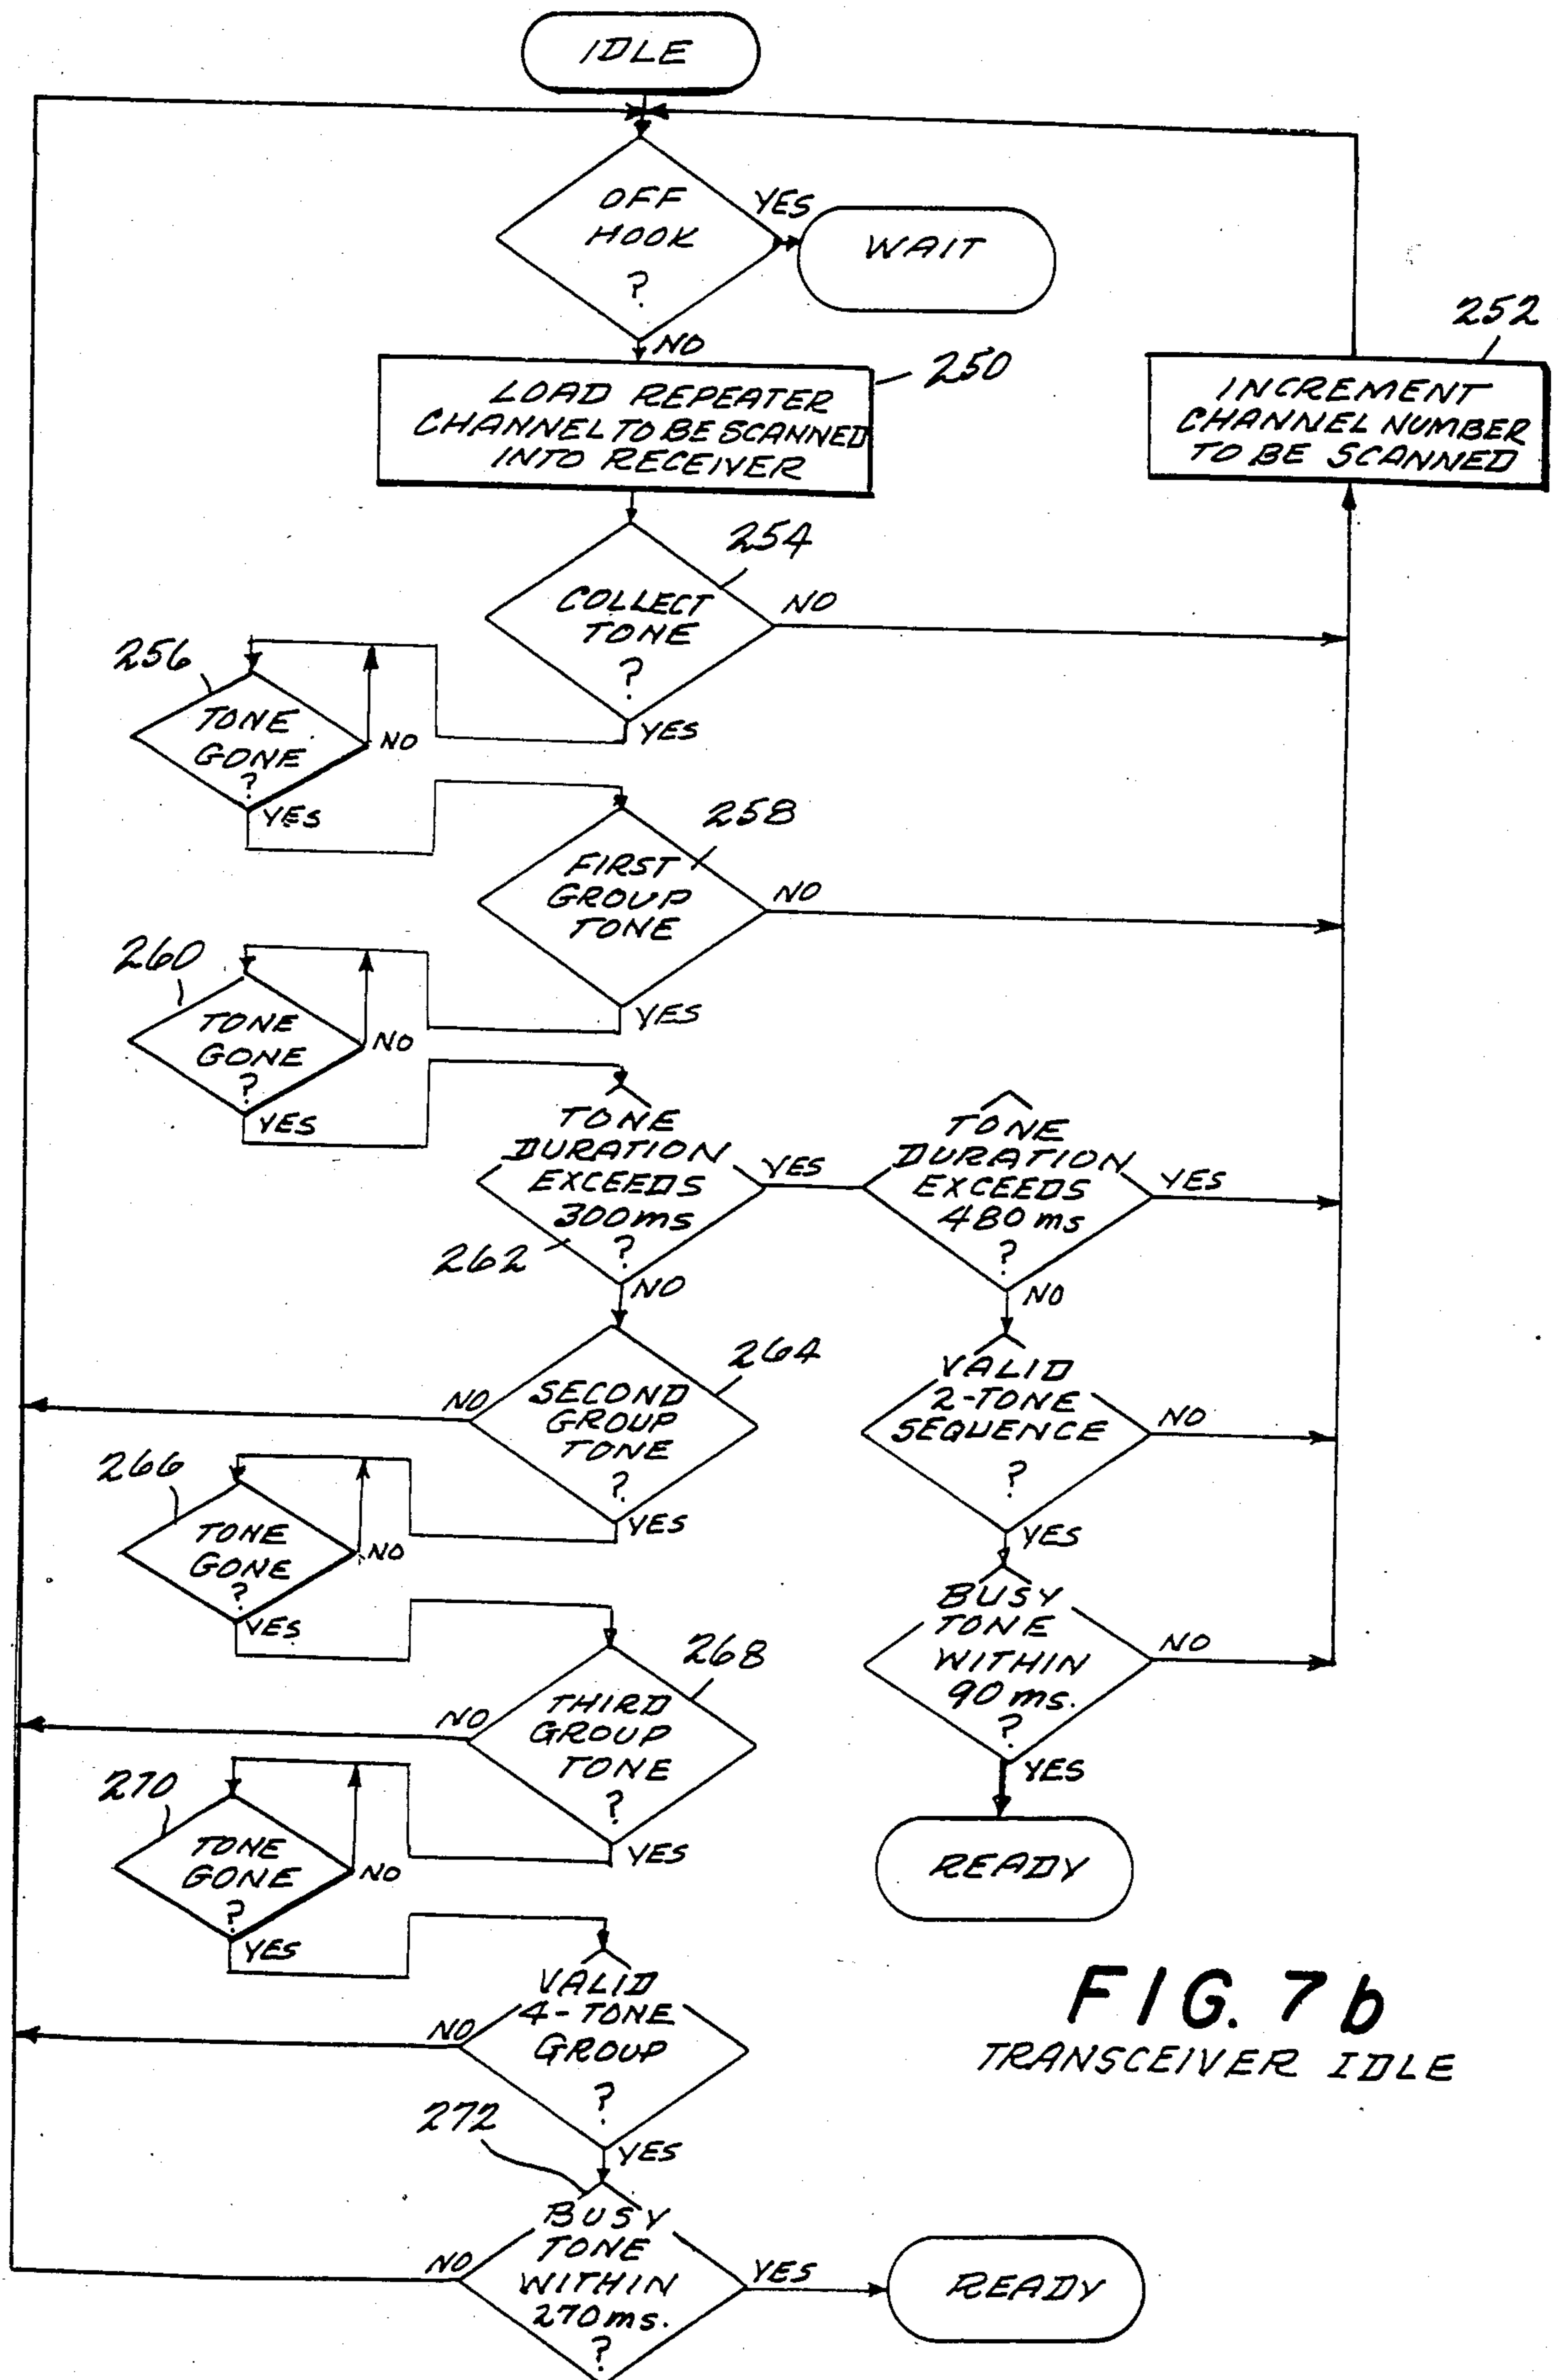 IDLE
OFF
HOOK
?
YES
WAIT
NO
252
250
LOAD REPEATER
CHANNEL TO BE SCANNED
INTO RECEIVER
INCREMENT
CHANNEL NUMBER
TO BE SCANNED
254
COLLECT
TONE
?
NO
YES
256
TONE
GONE
?
NO
YES
258
FIRST
GROUP
TONE
NO
YES
260
TONE
GONE
?
NO
YES
TONE
DURATION
EXCEEDS
300ms
?
262
YES
NO
TONE
DURATION
EXCEEDS
480 ms
?
YES
NO
264
SECOND
GROUP
TONE
?
NO
YES
VALID
2-TONE
SEQUENCE
?
NO
YES
266
TONE
GONE
?
NO
YES
BUSY
TONE
WITHIN
90 ms.
?
NO
YES
268
THIRD
GROUP
TONE
?
NO
YES
READY
270
TONE
GONE
?
NO
YES
VALID
4-TONE
GROUP
?
NO
YES
FIG. 7b
TRANSCEIVER IDLE
272
BUSY
TONE
WITHIN
270ms.
?
NO
YES
READY